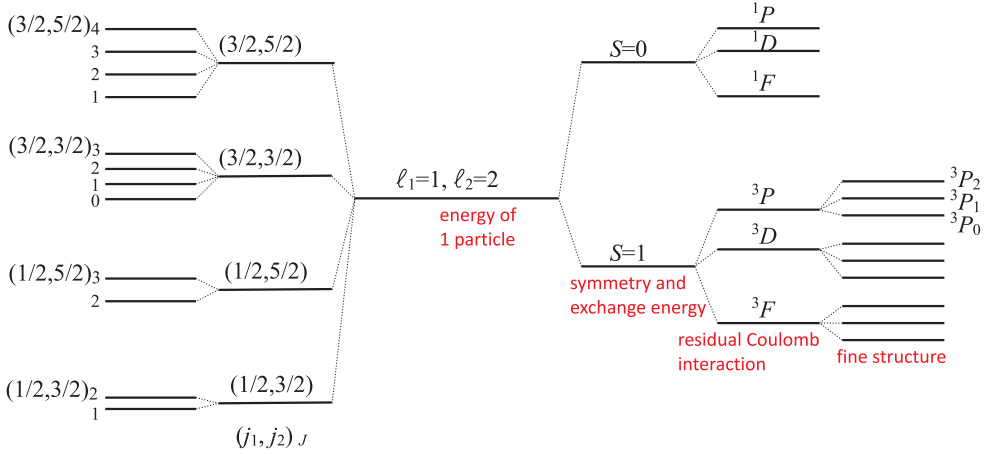 (3/2,5/2)4
3
2
1
(3/2,5/2)
(3/2,3/2)3
2
1
0
(3/2,3/2)
(1/2,5/2)3
2
(1/2,5/2)
(1/2,3/2)2
1
(1/2,3/2)
(j₁, j₂) J
ℓ₁=1, ℓ₂=2
energy of
1 particle
S=0
S=1
symmetry and
exchange energy
¹P
¹D
¹F
³P
³D
³F
residual Coulomb
interaction
³P₂
³P₁
³P₀
fine structure